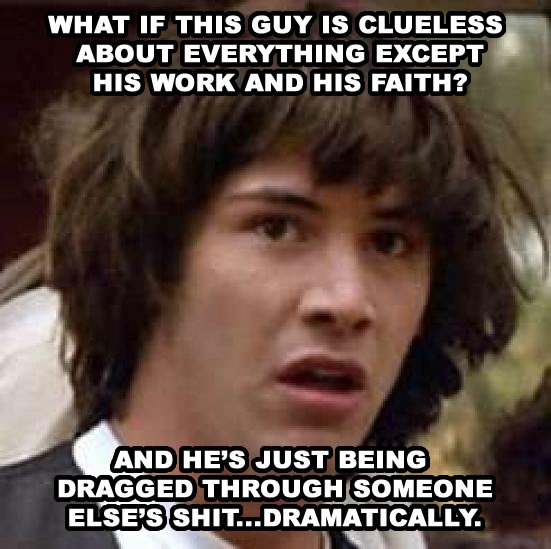 WHAT IF THIS GUY IS CLUELESS
ABOUT EVERYTHING EXCEPT
HIS WORK AND HIS FAITH?
AND HE'S JUST BEING
DRAGGED THROUGH SOMEONE
ELSE'S SHIT...DRAMATICALLY.